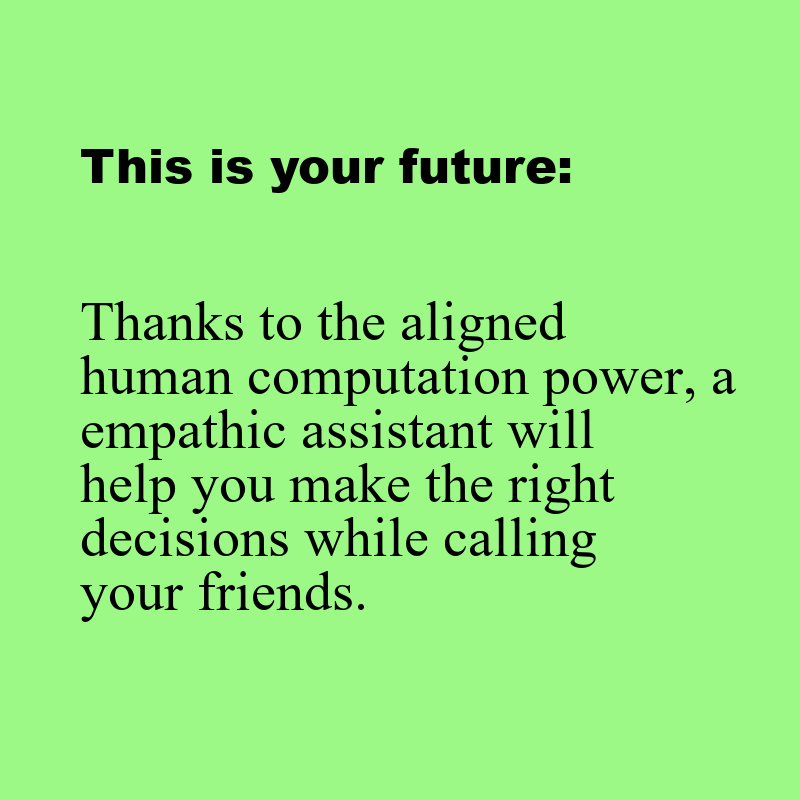 This is your future:
Thanks to the aligned
human computation power, a
empathic assistant will
help you make the right
decisions while calling
your friends.